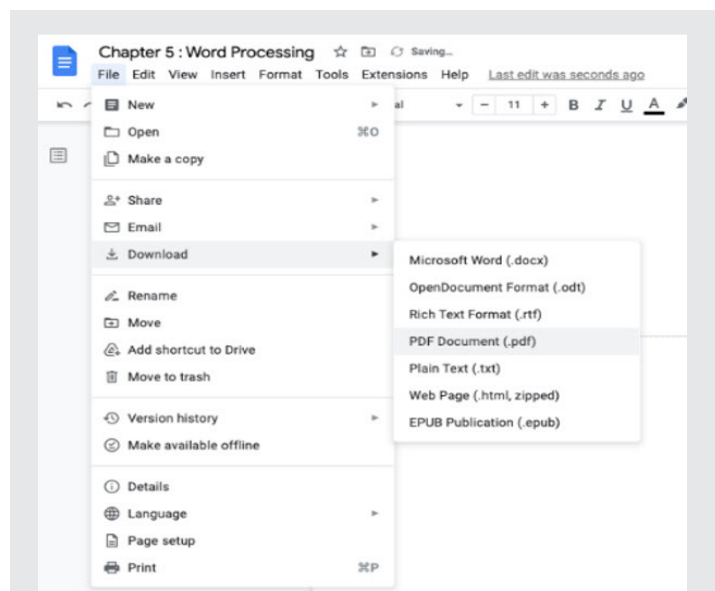 Chapter 5 : Word Processing Saving...
File Edit View Insert Format Tools Extensions Help Last edit was seconds ago
New al - 11 + B I U A
Open ⌘O
Make a copy
Share
Email
Download
Microsoft Word (.docx)
OpenDocument Format (.odt)
Rename
Rich Text Format (.rtf)
Move
PDF Document (.pdf)
Add shortcut to Drive
Plain Text (.txt)
Move to trash
Web Page (.html, zipped)
Version history
EPUB Publication (.epub)
Make available offline
Details
Language
Page setup
Print ⌘P